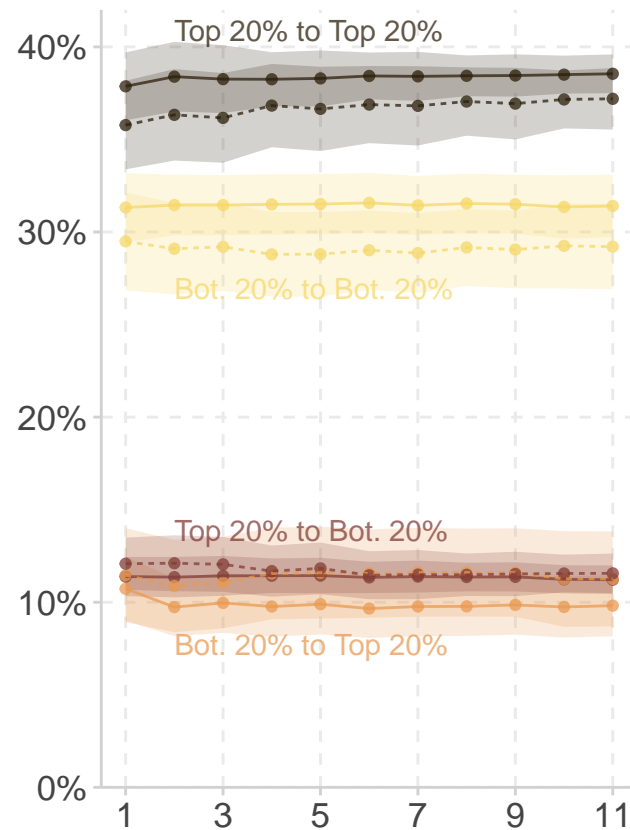 Top 20% to Top 20%
40%
30%
Bot. 20% to Bot. 20%
20%
Top 20% to Bot. 20%
10%
Bot. 20% to Top 20%
0%
1 3 5 7 9 11